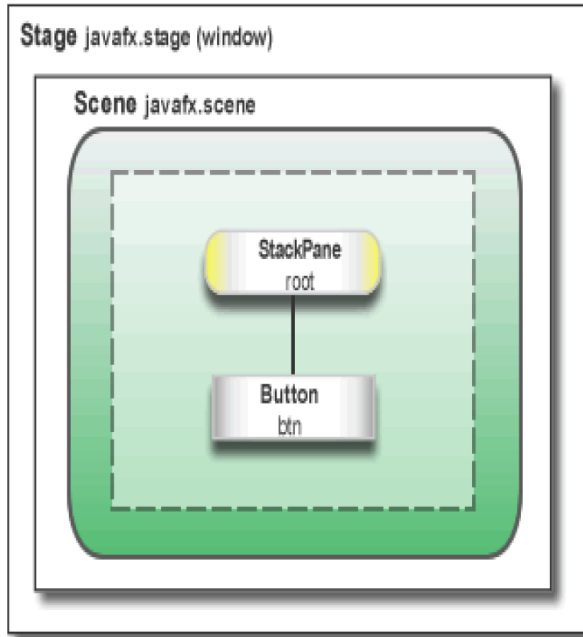 Stage javafx.stage (window)
Scene javafx.scene
StackPane
root
Button
btn